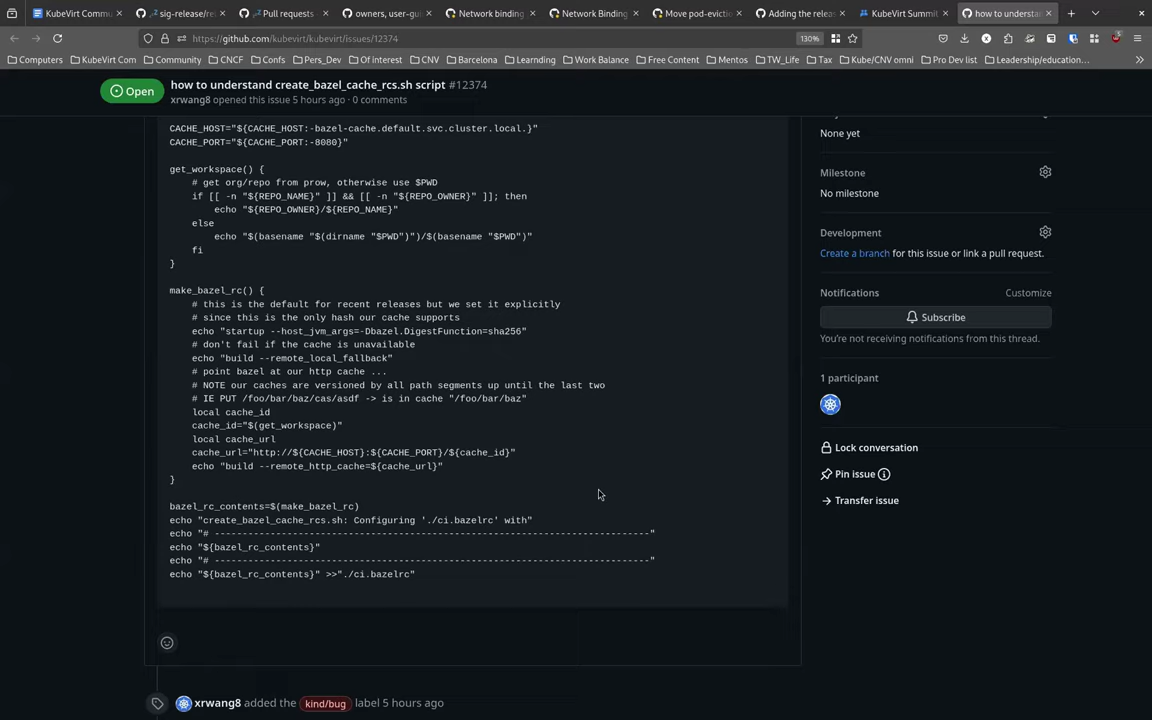 KubeVirt Commu
sig-release/re
Pull requests ·
owners, user-gu
Network binding
Network Binding
Move pod-evictio
Adding the relea
KubeVirt Summit
how to understan
https://github.com/kubevirt/kubevirt/issues/12374
130%
Computers
KubeVirt Com
Community
CNCF
Confs
Pers_Dev
Of interest
CNV
Barcelona
Learnding
Work Balance
Free Content
Mentos
TW_Life
Tax
Kube/CNV omni
Pro Dev list
Leadership/education...
Open
how to understand create_bazel_cache_rcs.sh script #12374
xrwang8 opened this issue 5 hours ago · 0 comments
CACHE_HOST="${CACHE_HOST:-bazel-cache.default.svc.cluster.local.}"
CACHE_PORT="${CACHE_PORT:-8080}"
get_workspace() {
# get org/repo from prow, otherwise use $PWD
if [[ -n "${REPO_NAME}" ]] && [[ -n "${REPO_OWNER}" ]]; then
echo "${REPO_OWNER}/${REPO_NAME}"
else
echo "$(basename "$(dirname "$PWD")")/$(basename "$PWD")"
fi
}
make_bazel_rc() {
# this is the default for recent releases but we set it explicitly
# since this is the only hash our cache supports
echo "startup --host_jvm_args=-Dbazel.DigestFunction=sha256"
# don't fail if the cache is unavailable
echo "build --remote_local_fallback"
# point bazel at our http cache ...
# NOTE our caches are versioned by all path segments up until the last two
# IE PUT /foo/bar/baz/cas/asdf -> is in cache "/foo/bar/baz"
local cache_id
cache_id="$(get_workspace)"
local cache_url
cache_url="http://${CACHE_HOST}:${CACHE_PORT}/${cache_id}"
echo "build --remote_http_cache=${cache_url}"
}
bazel_rc_contents=$(make_bazel_rc)
echo "create_bazel_cache_rcs.sh: Configuring './ci.bazelrc' with"
echo "# ----------------------------------------------------------------------"
echo "${bazel_rc_contents}"
echo "# ----------------------------------------------------------------------"
echo "${bazel_rc_contents}" >>"./ci.bazelrc"
xrwang8 added the kind/bug label 5 hours ago
None yet
Milestone
No milestone
Development
Create a branch for this issue or link a pull request.
Notifications
Customize
Subscribe
You're not receiving notifications from this thread.
1 participant
Lock conversation
Pin issue
Transfer issue